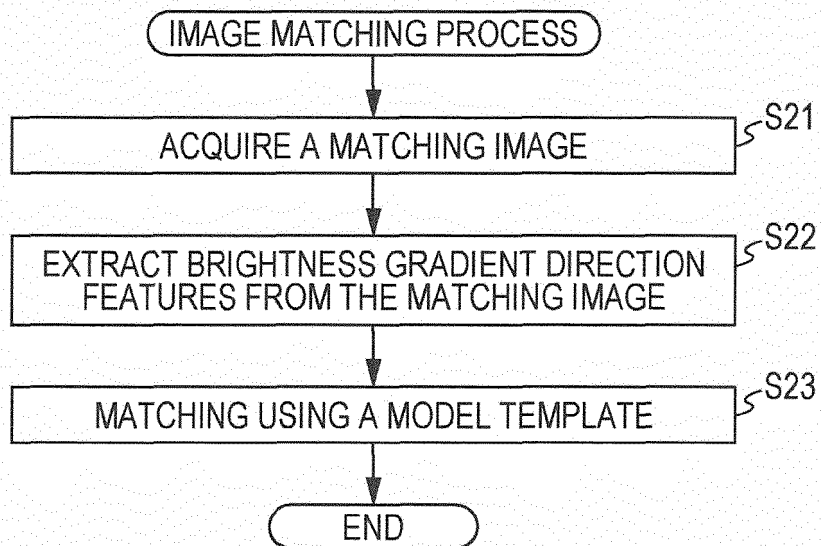 IMAGE MATCHING PROCESS
ACQUIRE A MATCHING IMAGE
S21
EXTRACT BRIGHTNESS GRADIENT DIRECTION
FEATURES FROM THE MATCHING IMAGE
S22
MATCHING USING A MODEL TEMPLATE
S23
END